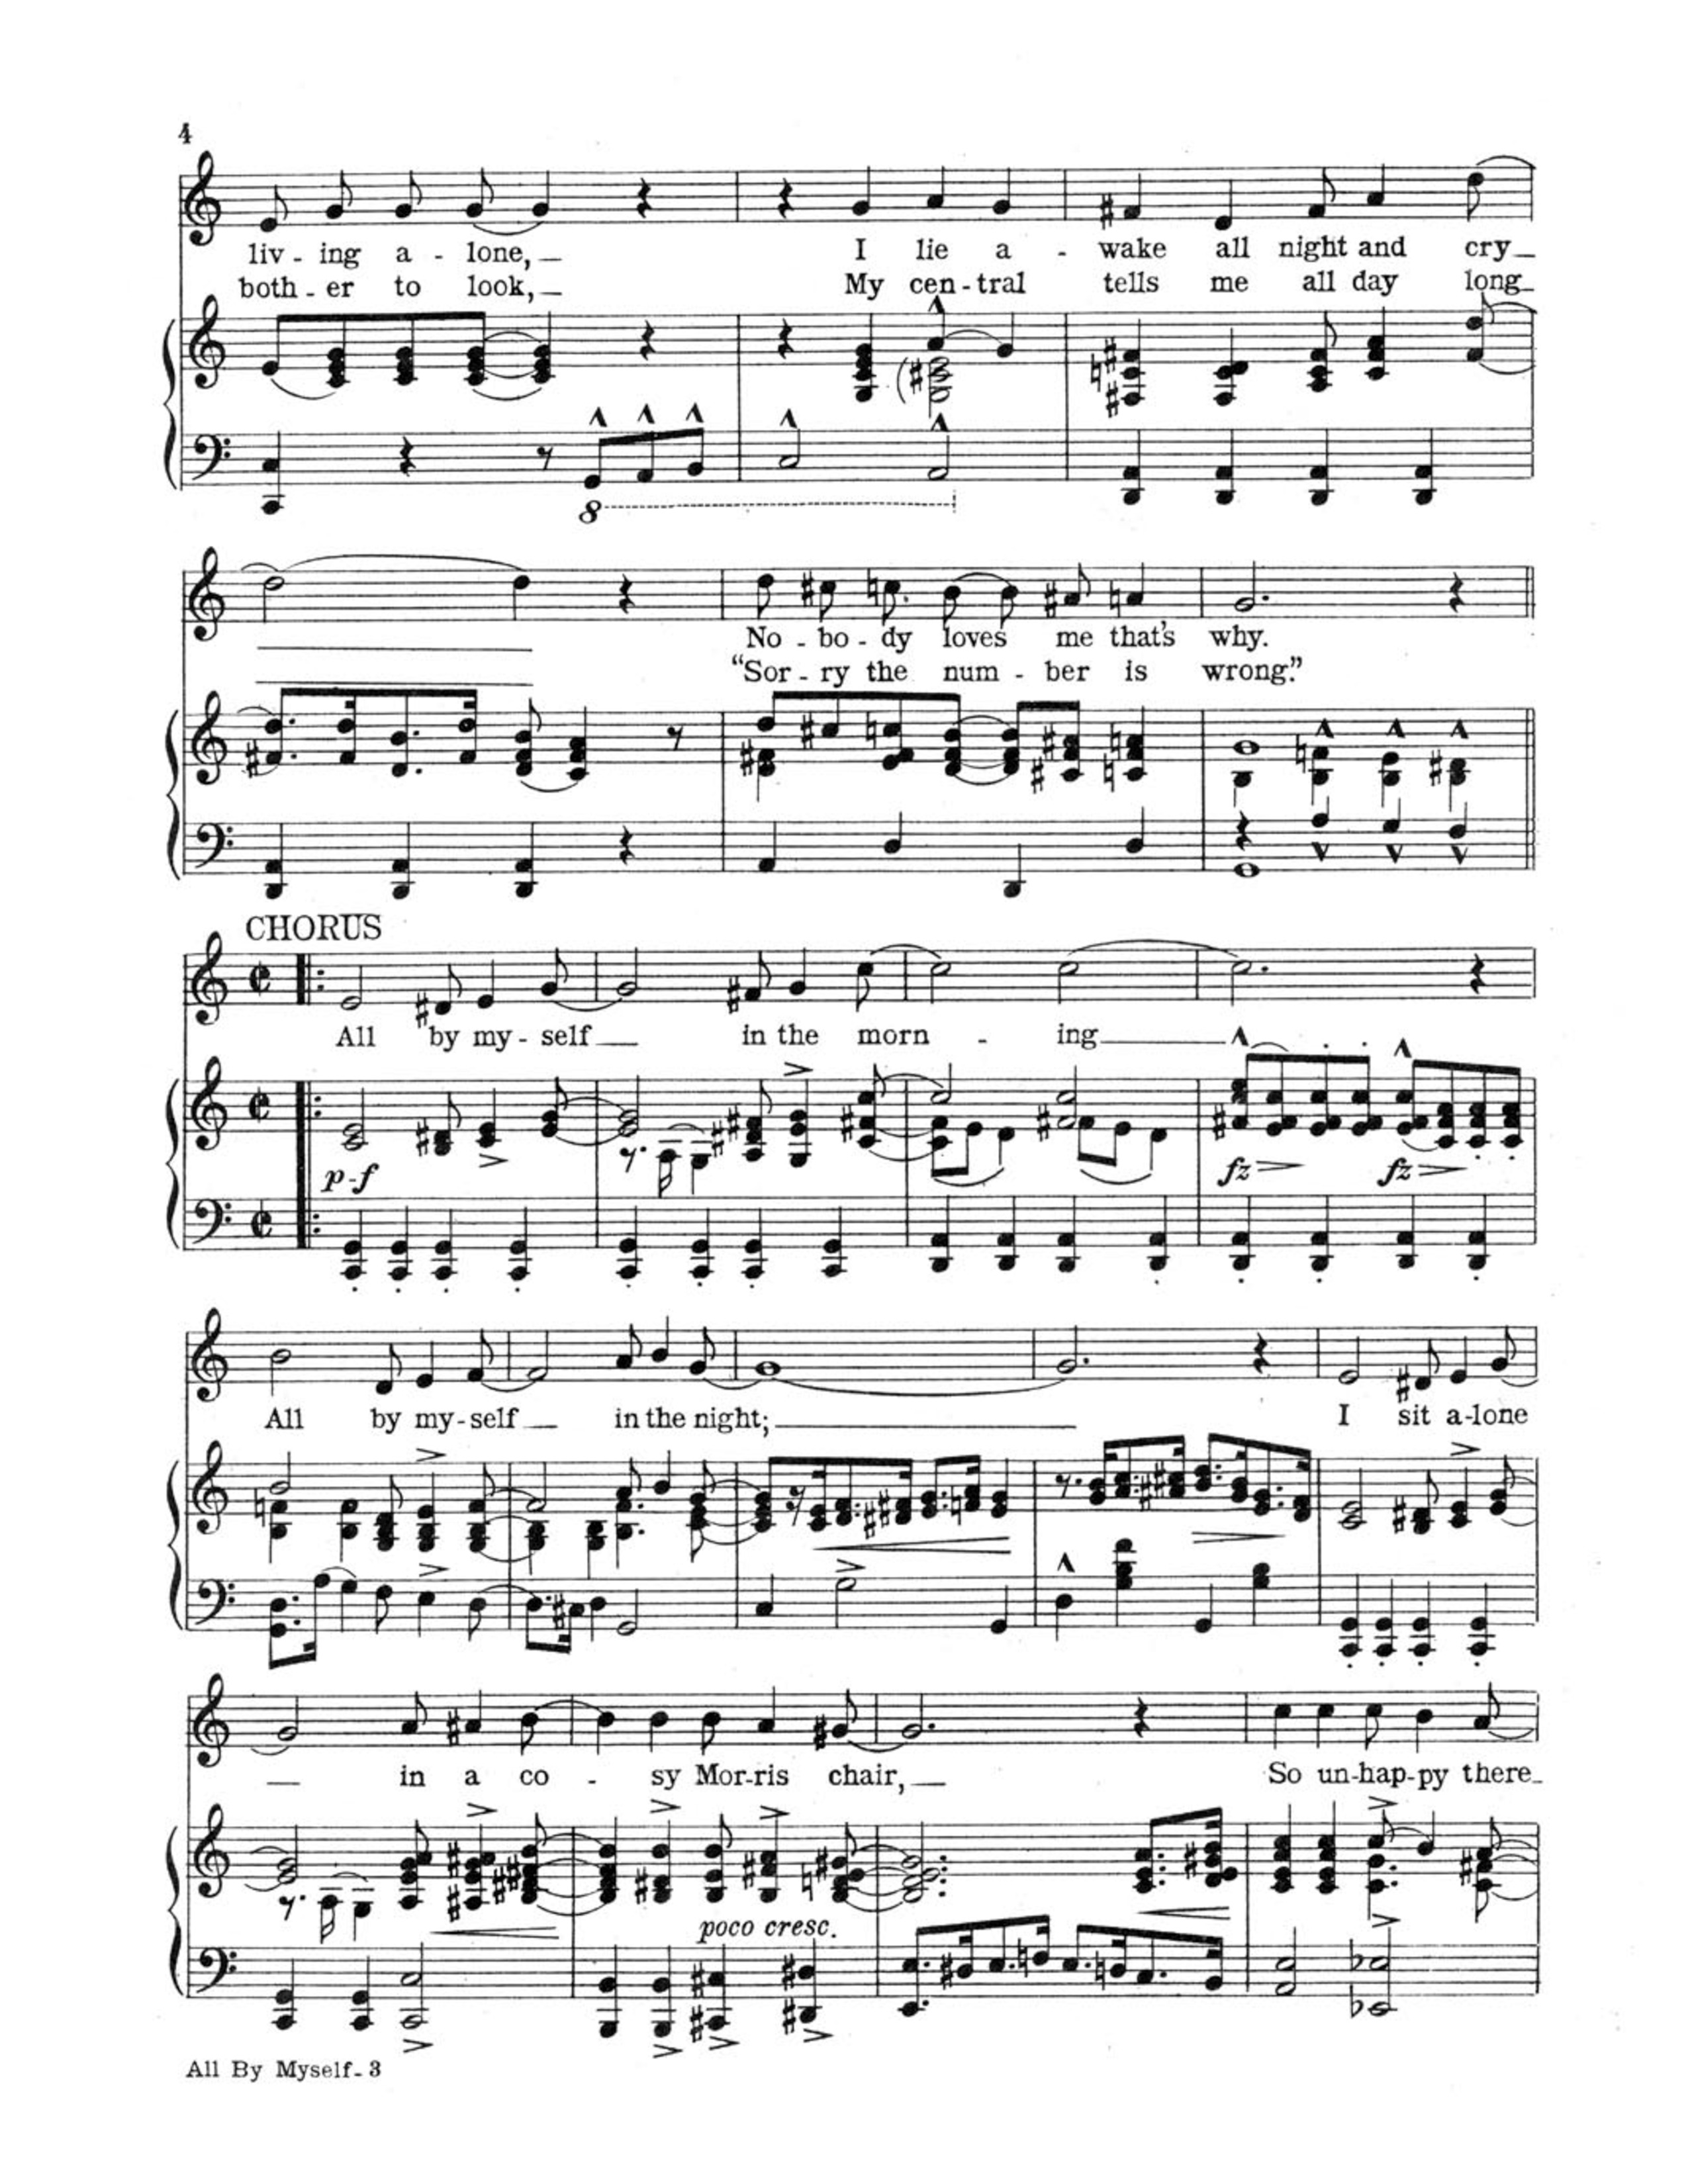 4
liv - ing a - lone, I lie a - wake all night and cry
both - er to look, My cen - tral tells me all day long
8
No - bo - dy loves me that's why.
“Sor - ry the num - ber is wrong.”
CHORUS
All by my - self in the morn - ing
p-f
fz fz
All by my - self in the night; I sit a-lone
in a co - sy Mor-ris chair, So un-hap-py there
poco cresc.
All By Myself - 3